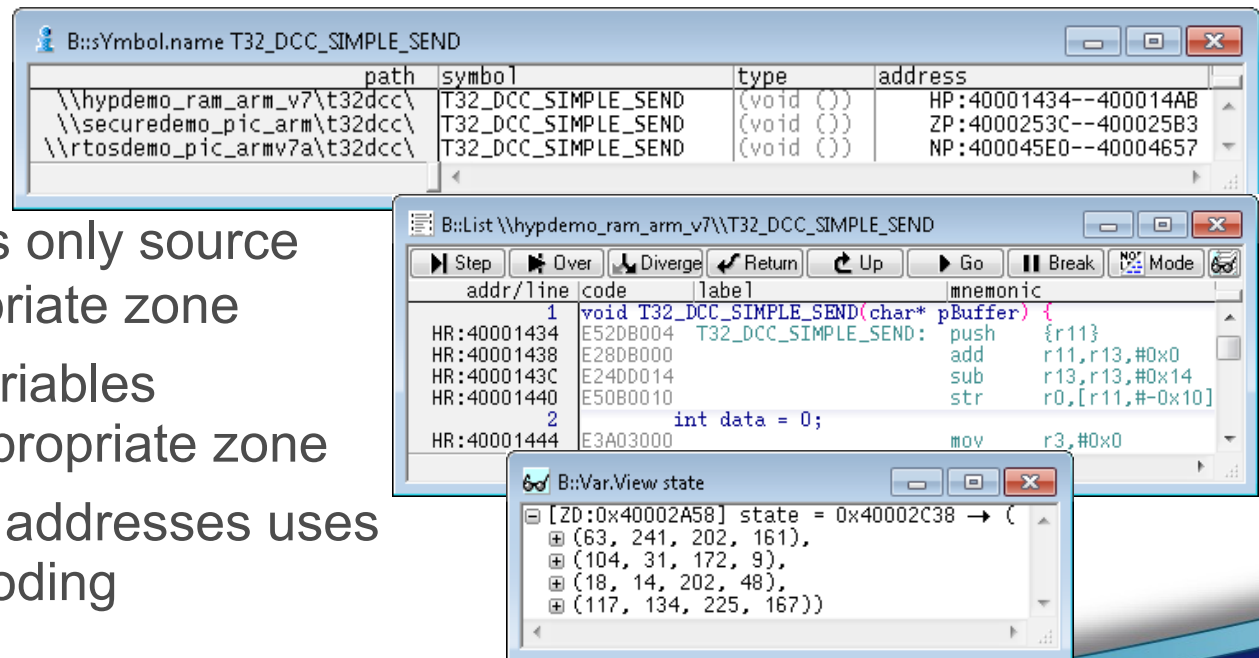 B::sYmbol.name T32_DCC_SIMPLE_SEND
path symbol type address
\\hypdemo_ram_arm_v7\t32dcc\ T32_DCC_SIMPLE_SEND (void ()) HP:40001434--400014AB
\\securedemo_pic_arm\t32dcc\ T32_DCC_SIMPLE_SEND (void ()) ZP:4000253C--400025B3
\\rtosdemo_pic_armv7a\t32dcc\ T32_DCC_SIMPLE_SEND (void ()) NP:400045E0--40004657
s only source
oriate zone
riables
propriate zone
addresses uses
oding
B::List \\hypdemo_ram_arm_v7\\T32_DCC_SIMPLE_SEND
Step Over Diverge Return Up Go Break Mode
addr/line code label mnemonic
1 void T32_DCC_SIMPLE_SEND(char* pBuffer) {
HR:40001434 E52DB004 T32_DCC_SIMPLE_SEND: push {r11}
HR:40001438 E28DB000 add r11,r13,#0x0
HR:4000143C E24DD014 sub r13,r13,#0x14
HR:40001440 E50B0010 str r0,[r11,#-0x10]
2 int data = 0;
HR:40001444 E3A03000 mov r3,#0x0
B::Var.View state
[ZD:0x40002A58] state = 0x40002C38 → (
(63, 241, 202, 161),
(104, 31, 172, 9),
(18, 14, 202, 48),
(117, 134, 225, 167))